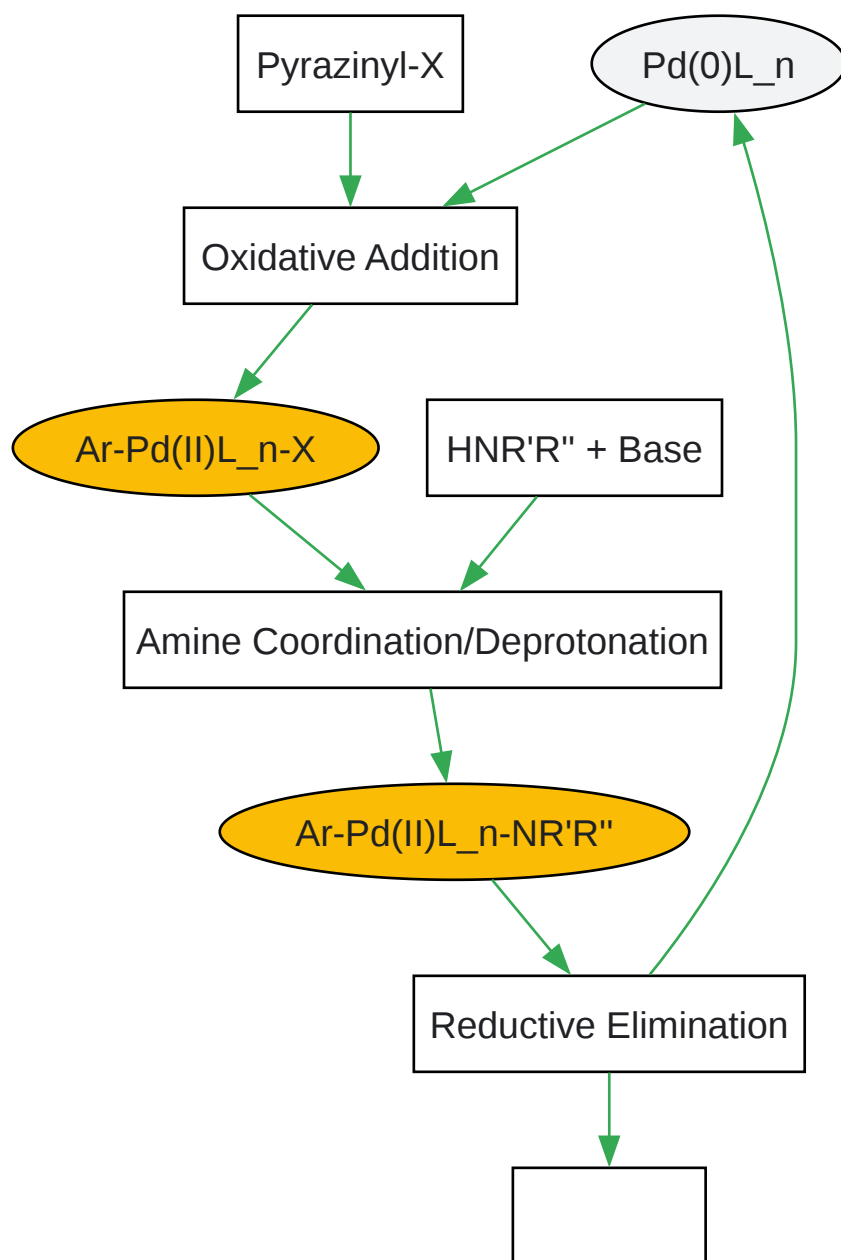 Pyrazinyl-X
Pd(0)L_n
Oxidative Addition
Ar-Pd(II)L_n-X
HNR'R'' + Base
Amine Coordination/Deprotonation
Ar-Pd(II)L_n-NR'R''
Reductive Elimination